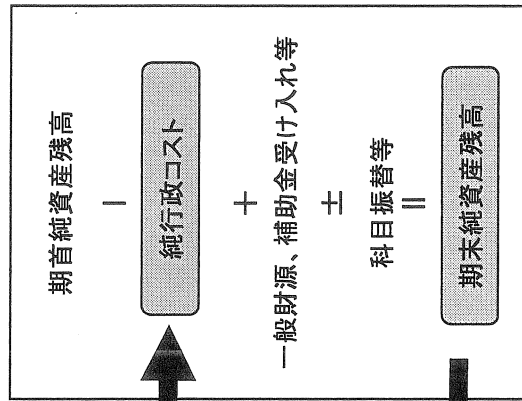 期首純資産残高
－
純行政コスト
＋
一般財源、補助金受け入れ等
±
科目振替等
＝
期末純資産残高